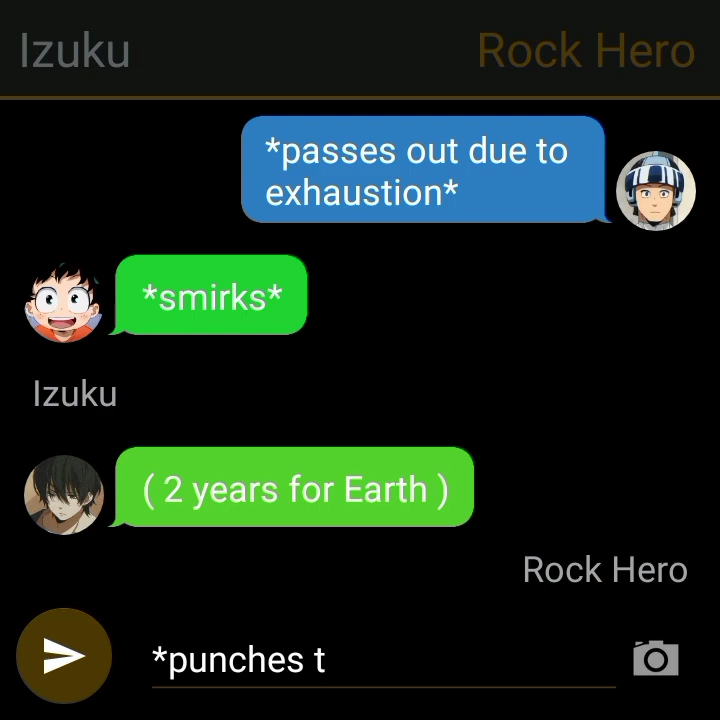 Izuku
Rock Hero
*passes out due to
exhaustion*
*smirks*
Izuku
( 2 years for Earth )
Rock Hero
*punches t